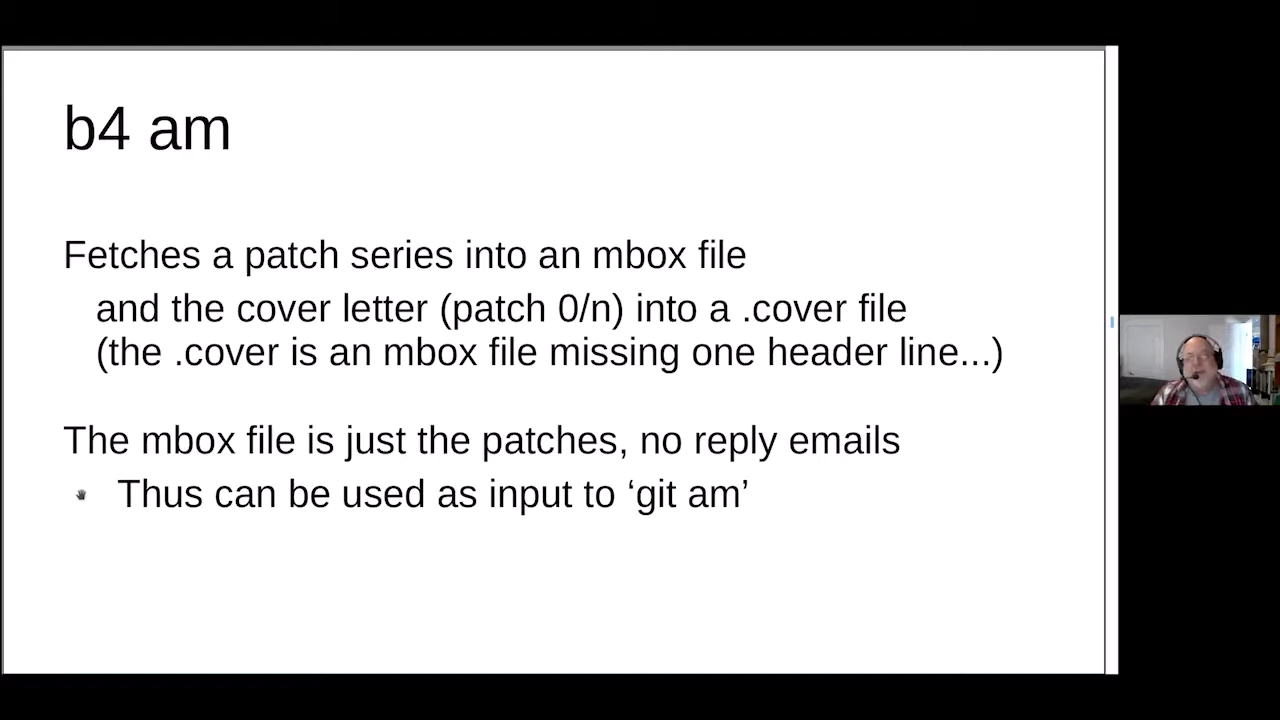 b4 am
Fetches a patch series into an mbox file
and the cover letter (patch 0/n) into a .cover file
(the .cover is an mbox file missing one header line...)
The mbox file is just the patches, no reply emails
Thus can be used as input to ‘git am’